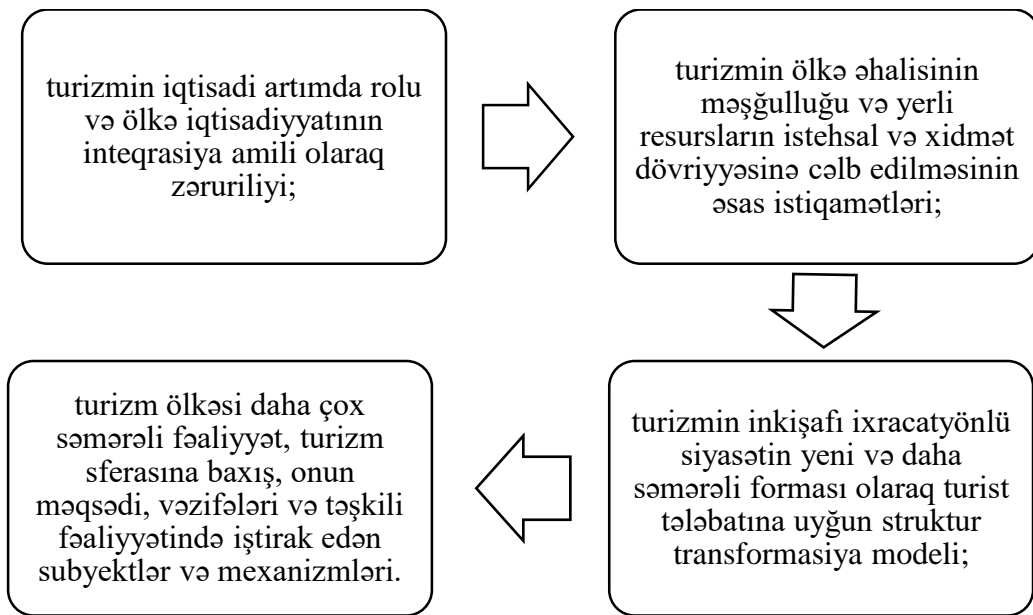 turizmin iqtisadi artımda rolu
və ölkə iqtisadiyyatının
inteqrasiya amili olaraq
zəruriliyi;
turizmin ölkə əhalisinin
məşğulluğu və yerli
resursların istehsal və xidmət
dövriyyəsinə cəlb edilməsinin
əsas istiqamətləri;
turizmin inkişafı ixracatyönlü
siyasətin yeni və daha
səmərəli forması olaraq turist
tələbatına uyğun struktur
transformasiya modeli;
turizm ölkəsi daha çox
səmərəli fəaliyyət, turizm
sferasına baxış, onun
məqsədi, vəzifələri və təşkili
fəaliyyətində iştirak edən
subyektlər və mexanizmləri.